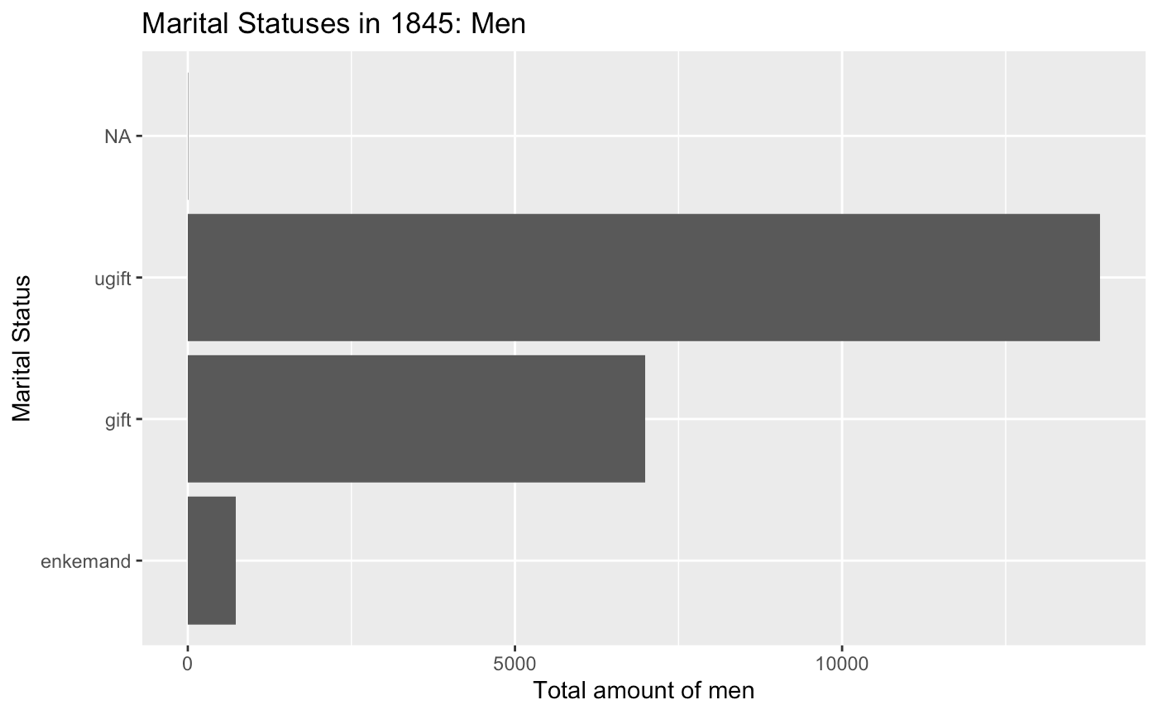 Marital Statuses in 1845: Men
NA
ugift
gift
enkemand
Marital Status
0 5000 10000
Total amount of men